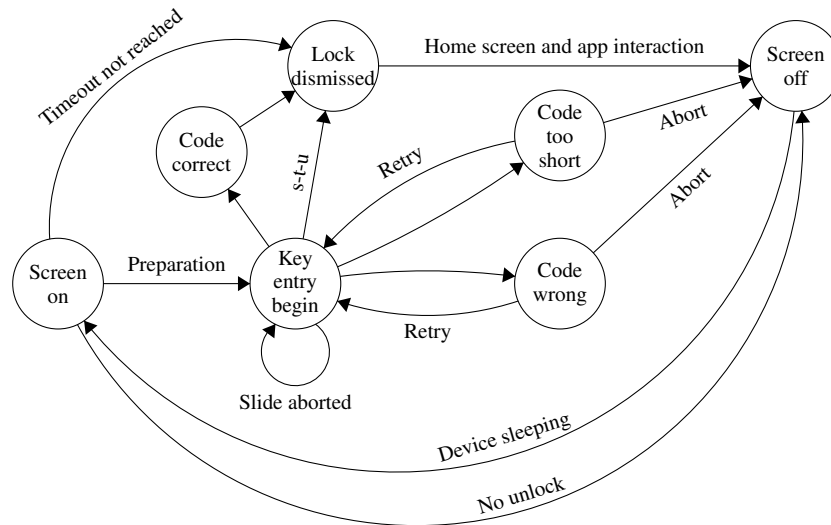 Lock
dismissed
Home screen and app interaction
Screen
off
Timeout not reached
Code
correct
Code
too
short
Abort
Retry
s-t-u
Abort
Screen
on
Preparation
Key
entry
begin
Code
wrong
Retry
Slide aborted
Device sleeping
No unlock